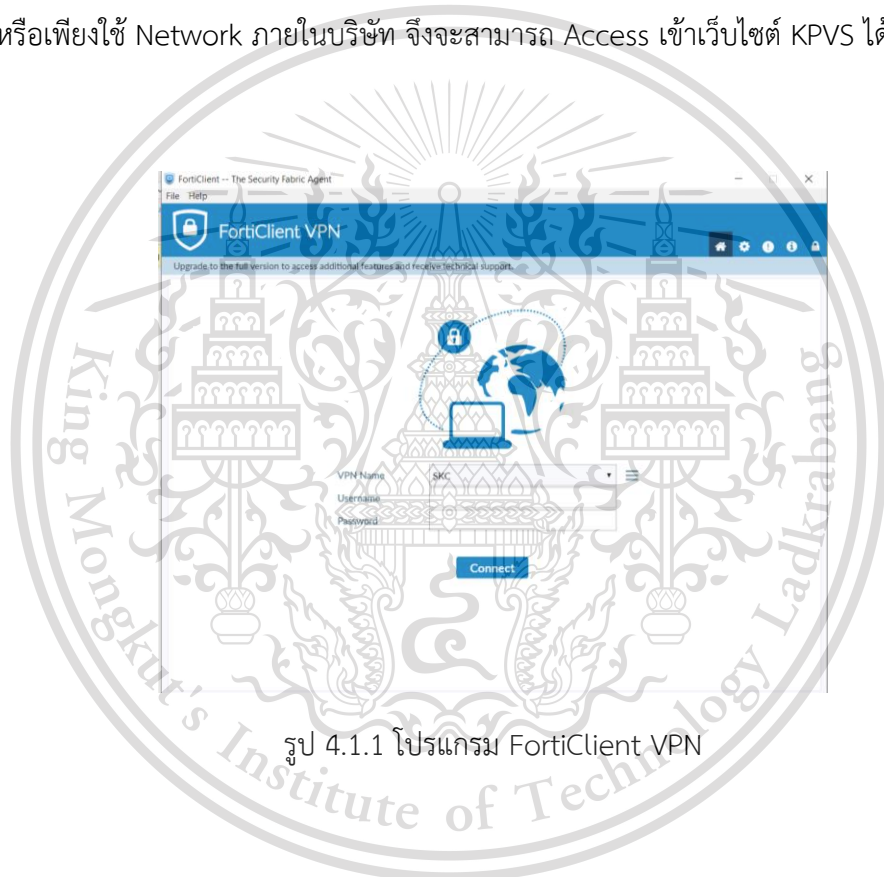 หรือเพียงใช้ Network ภายในบริษัท จึงจะสามารถ Access เข้าเว็บไซต์ KPVS ได้
FortiClient -- The Security Fabric Agent
File Help
FortiClient VPN
Upgrade to the full version to access additional features and receive technical support.
VPN Name SKC
Username
Password
Connect
รูป 4.1.1 โปรแกรม FortiClient VPN
King Mongkut's Institute of Technology Ladkrabang